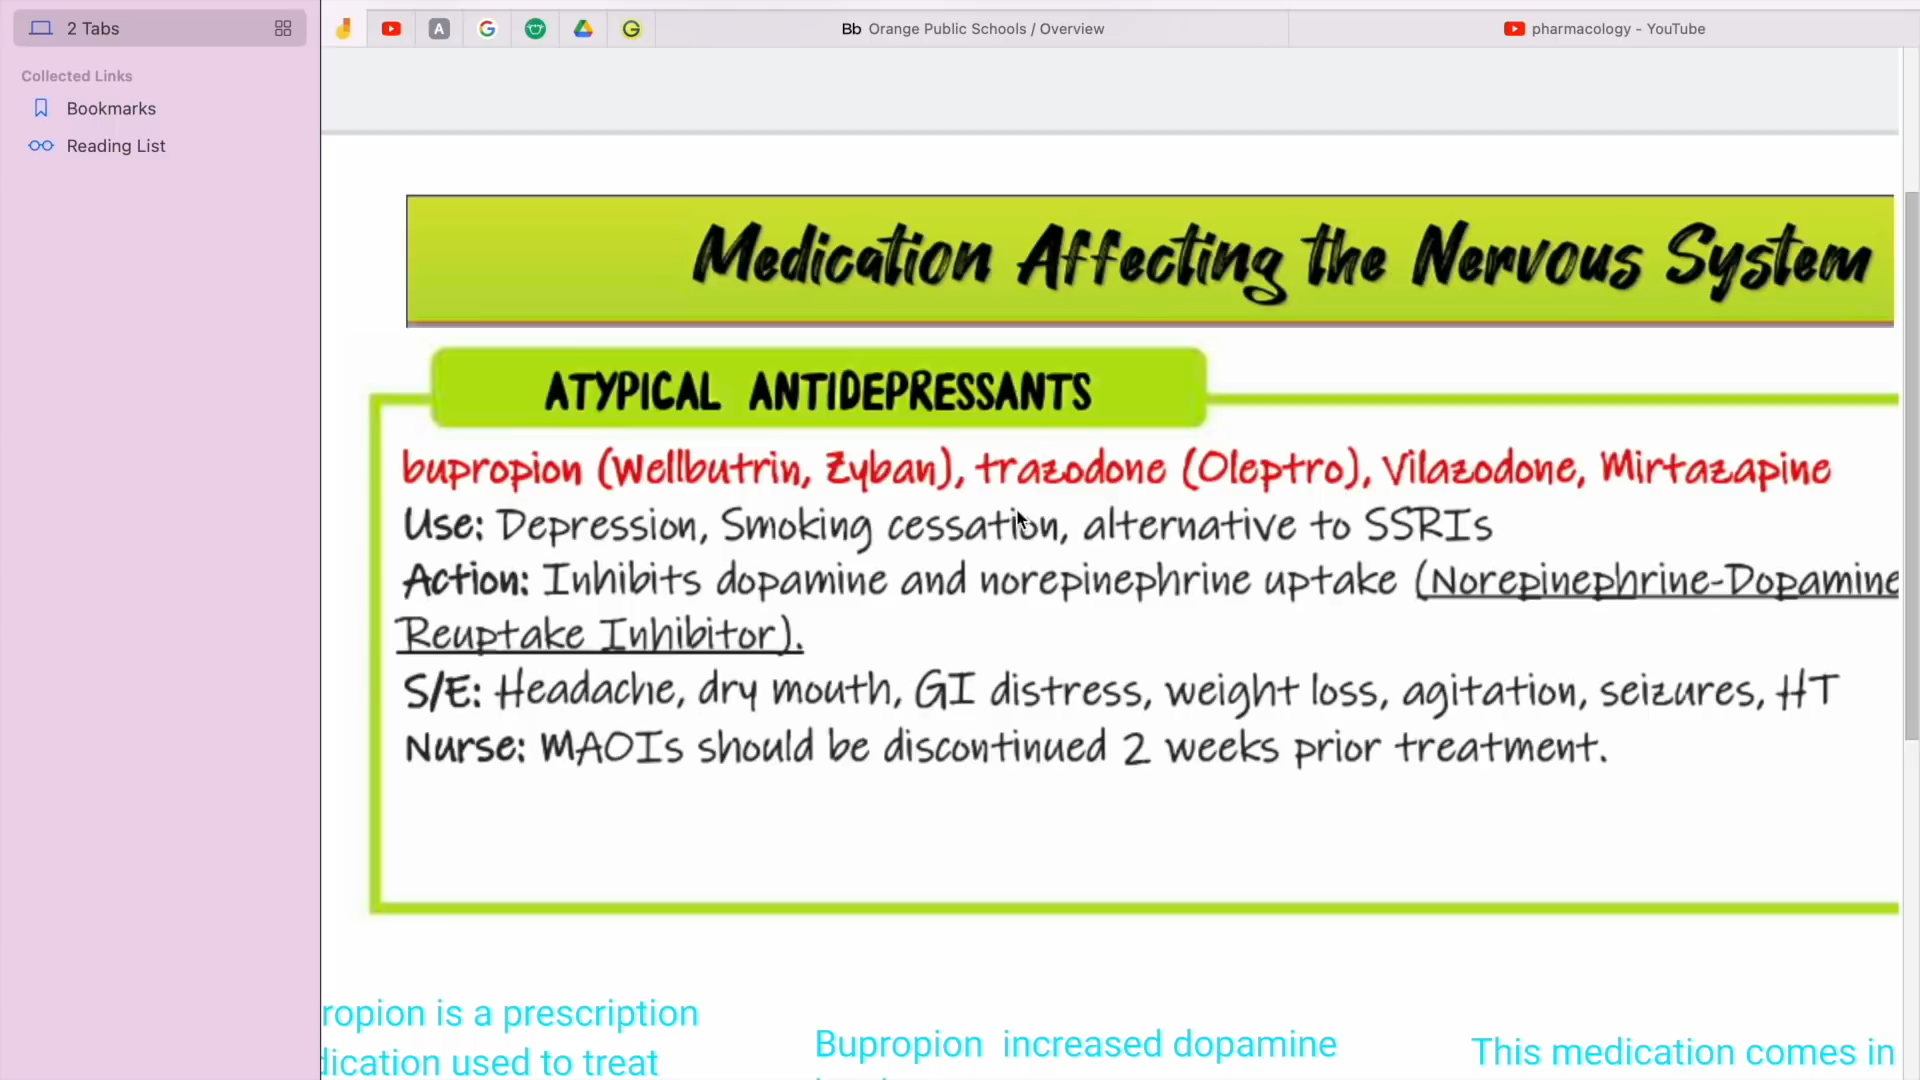 2 Tabs
Bb Orange Public Schools / Overview
pharmacology - YouTube
Collected Links
Bookmarks
Reading List
Medication Affecting the Nervous System
ATYPICAL ANTIDEPRESSANTS
bupropion (Wellbutrin, Zyban), trazodone (Oleptro), Vilazodone, Mirtazapine
Use: Depression, Smoking cessation, alternative to SSRIs
Action: Inhibits dopamine and norepinephrine uptake (Norepinephrine-Dopamine
Reuptake Inhibitor).
S/E: Headache, dry mouth, GI distress, weight loss, agitation, seizures, HT
Nurse: MAOIs should be discontinued 2 weeks prior treatment.
ropion is a prescription
dication used to treat
Bupropion increased dopamine
This medication comes in